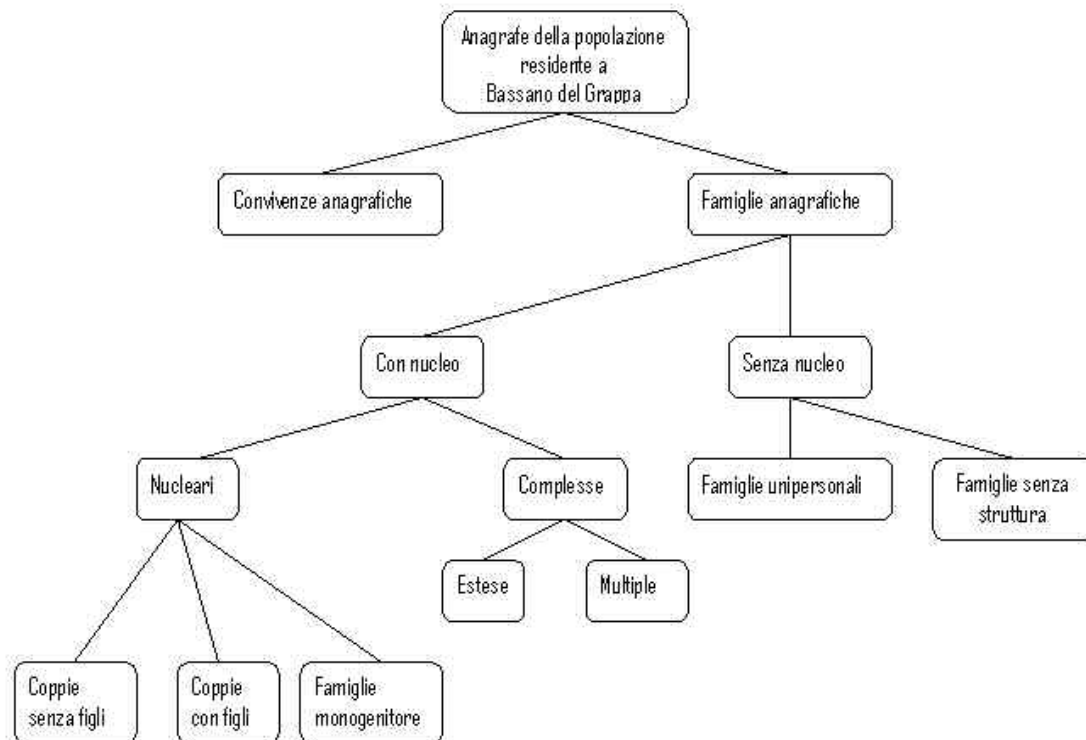 Anagrafe della popolazione
residente a
Bassano del Grappa
Convivenze anagrafiche
Famiglie anagrafiche
Con nucleo
Senza nucleo
Nucleari
Complesse
Famiglie unipersonali
Famiglie senza
struttura
Estese
Multiple
Coppie
senza figli
Coppie
con figli
Famiglie
monogenitore